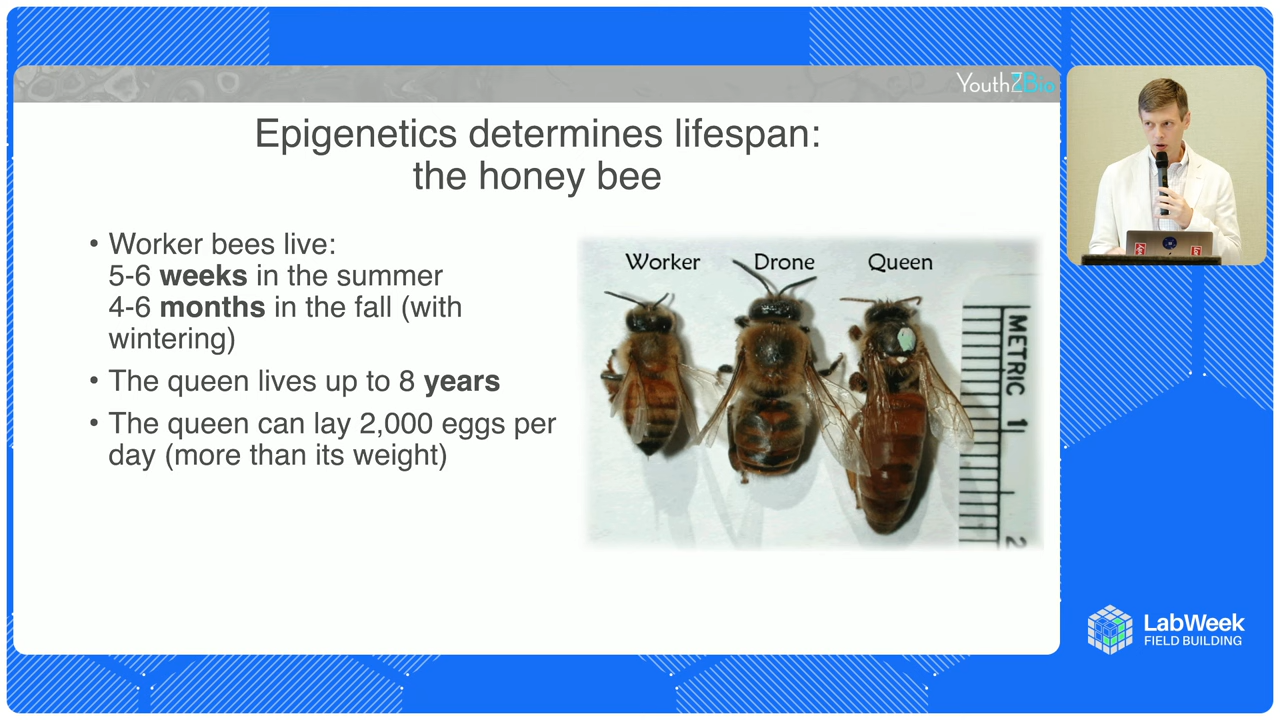 YouthZBio
Epigenetics determines lifespan:
the honey bee
• Worker bees live:
5-6 weeks in the summer
4-6 months in the fall (with
wintering)
• The queen lives up to 8 years
• The queen can lay 2,000 eggs per
day (more than its weight)
Worker Drone Queen
METRIC 1
2
LabWeek
FIELD BUILDING